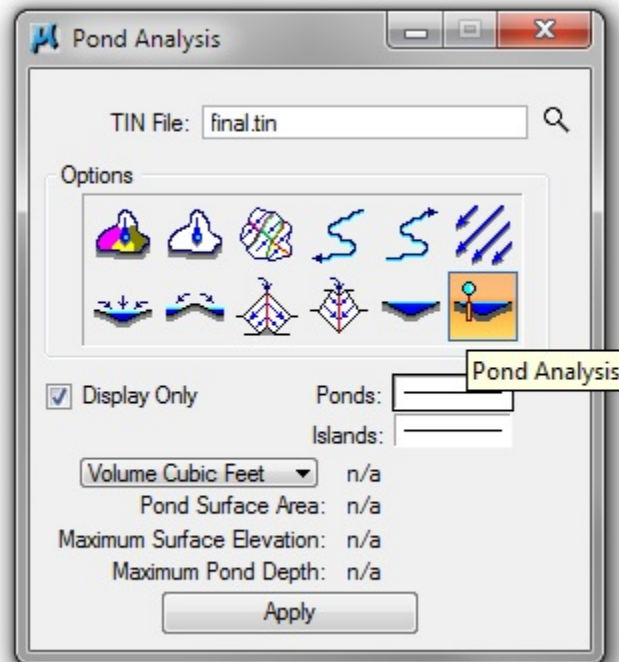 Pond Analysis
TIN File: final.tin
Options
Pond Analysis
Display Only Ponds:
Islands:
Volume Cubic Feet n/a
Pond Surface Area: n/a
Maximum Surface Elevation: n/a
Maximum Pond Depth: n/a
Apply